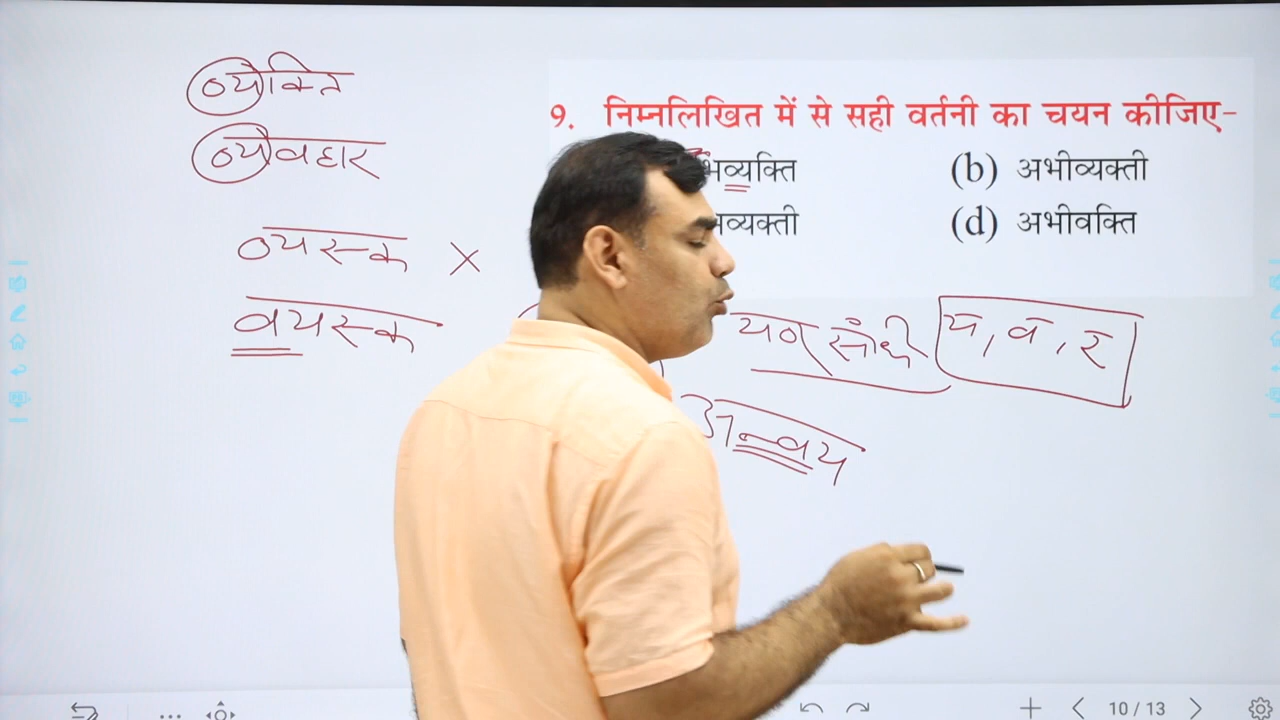 व्यक्ति
व्यवहार
व्यस्क ×
वयस्क
9. निम्नलिखित में से सही वर्तनी का चयन कीजिए-
भिव्यक्ति (b) अभीव्यक्ती
व्यक्ती (d) अभीवक्ति
यण् संधि य, व, र
अन्वय
10 / 13